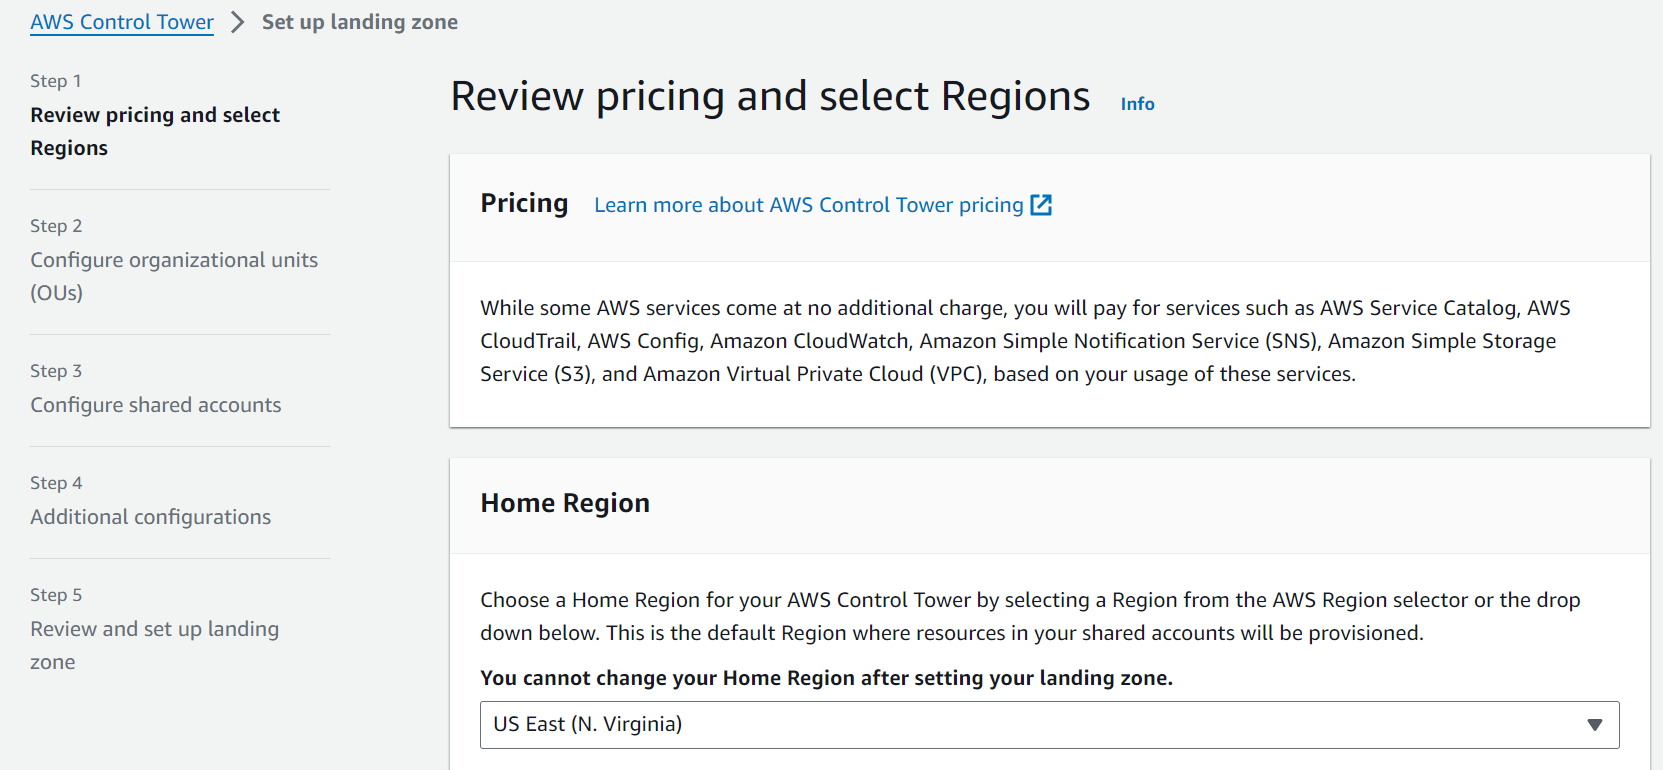 AWS Control Tower > Set up landing zone
Step 1
Review pricing and select
Regions
Step 2
Configure organizational units
(OUs)
Step 3
Configure shared accounts
Step 4
Additional configurations
Step 5
Review and set up landing
zone
Review pricing and select Regions Info
Pricing Learn more about AWS Control Tower pricing
While some AWS services come at no additional charge, you will pay for services such as AWS Service Catalog, AWS
CloudTrail, AWS Config, Amazon CloudWatch, Amazon Simple Notification Service (SNS), Amazon Simple Storage
Service (S3), and Amazon Virtual Private Cloud (VPC), based on your usage of these services.
Home Region
Choose a Home Region for your AWS Control Tower by selecting a Region from the AWS Region selector or the drop
down below. This is the default Region where resources in your shared accounts will be provisioned.
You cannot change your Home Region after setting your landing zone.
US East (N. Virginia)